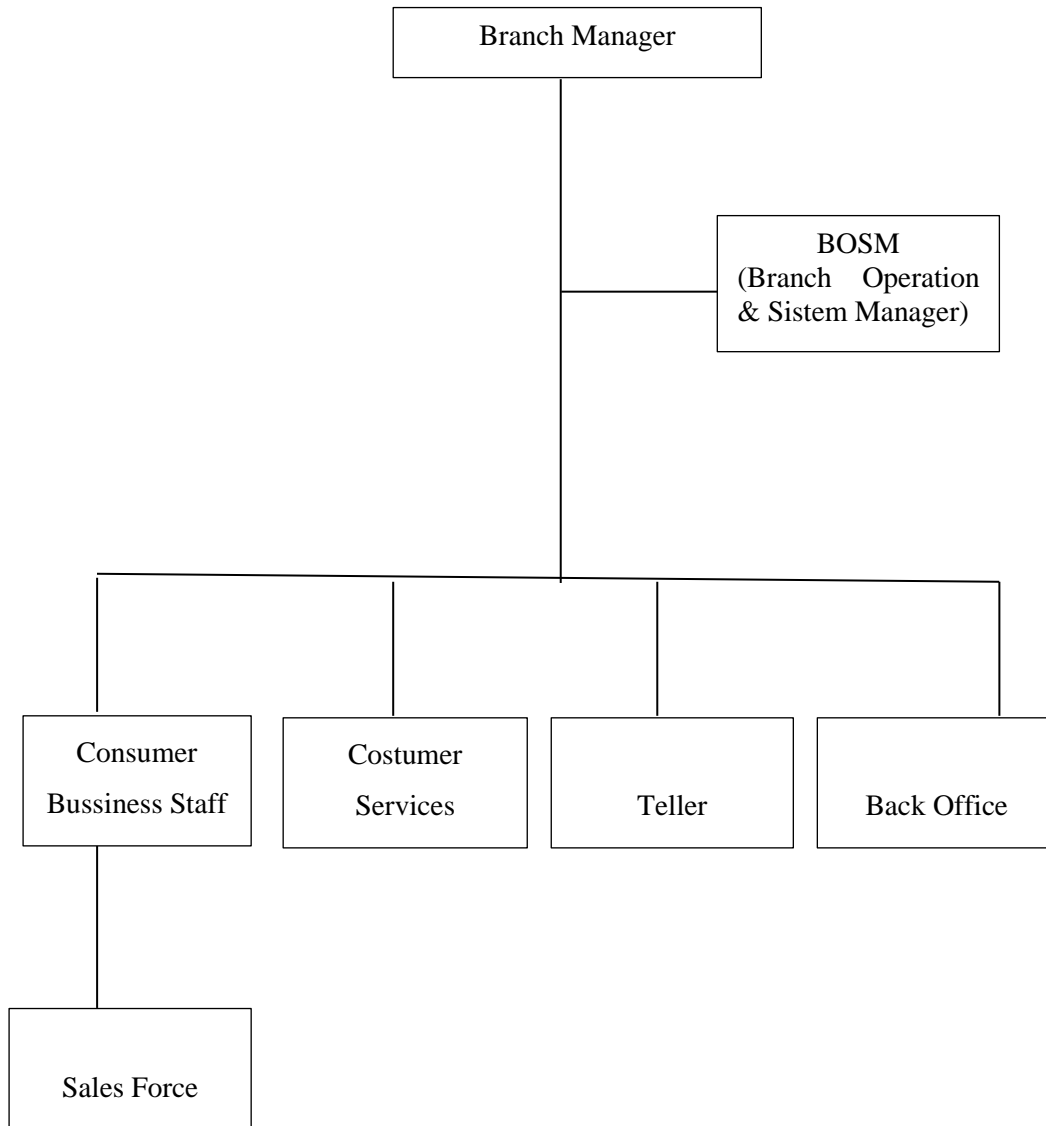 Branch Manager
BOSM
(Branch Operation
& Sistem Manager)
Consumer
Bussiness Staff
Costumer
Services
Teller
Back Office
Sales Force